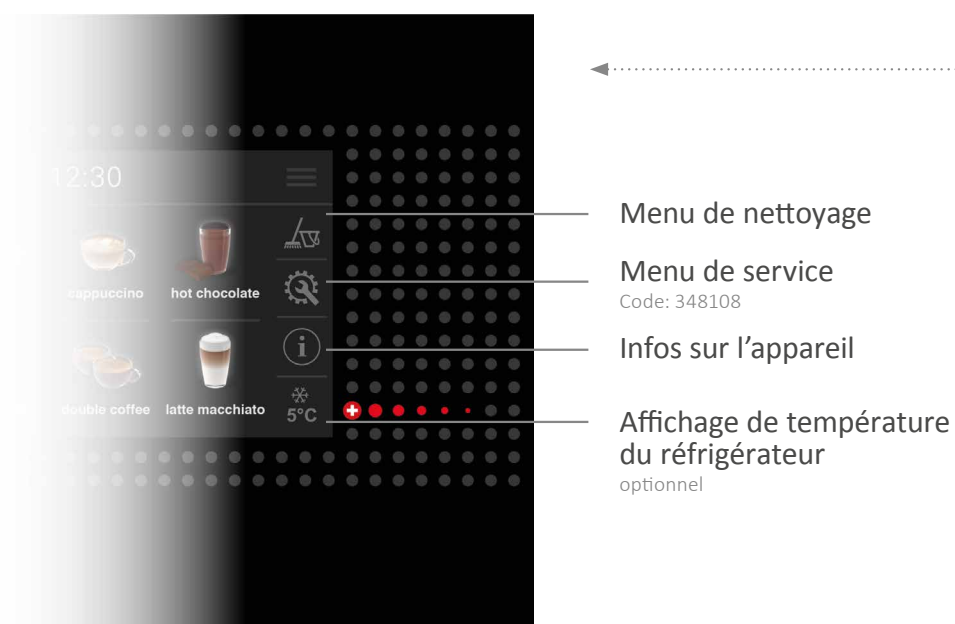 12:30
cappuccino
hot chocolate
double coffee
latte macchiato
5°C
Menu de nettoyage
Menu de service
Code: 348108
Infos sur l'appareil
Affichage de température
du réfrigérateur
optionnel